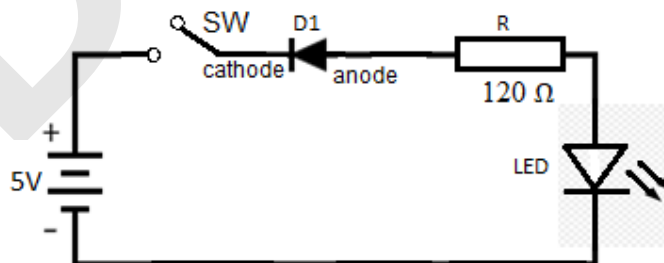 SW
D1
R
cathode
anode
120 Ω
+
5V
LED
-